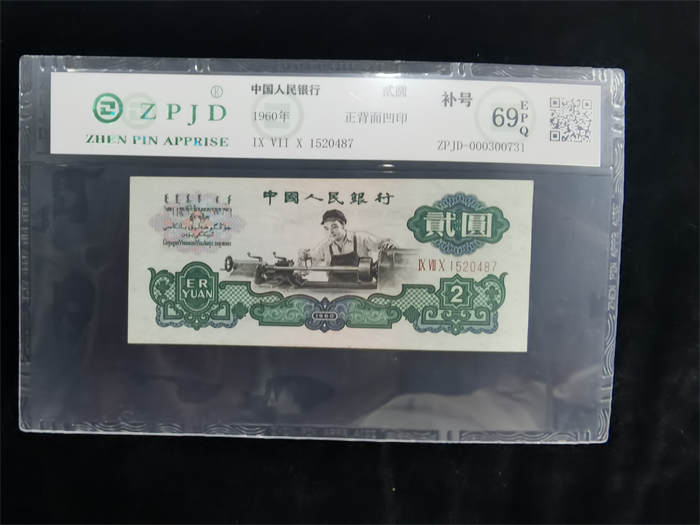 ZPJD ®
ZHEN PIN APPRISE
中国人民银行 贰圆 补号
1960年 正背面凹印
IX VII X 1520487
69 EPQ
ZPJD-000300731
中國人民銀行
貳圓
IX VII X 1520487
ER
YUAN
1960
2